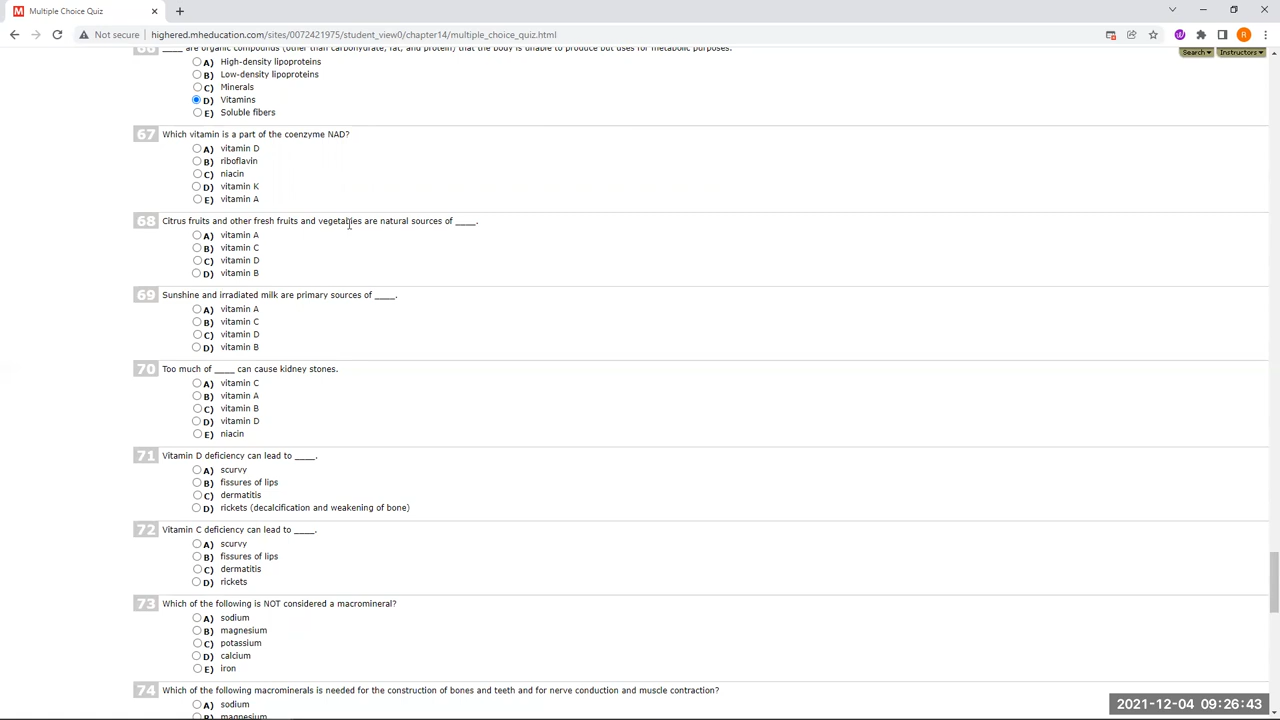 Multiple Choice Quiz
Not secure highered.mheducation.com/sites/0072421975/student_view0/chapter14/multiple_choice_quiz.html
R
66 ____ are organic compounds (other than carbohydrate, fat, and protein) that the body is unable to produce but uses for metabolic purposes.
Search Instructors
A) High-density lipoproteins
B) Low-density lipoproteins
C) Minerals
D) Vitamins
E) Soluble fibers
67 Which vitamin is a part of the coenzyme NAD?
A) vitamin D
B) riboflavin
C) niacin
D) vitamin K
E) vitamin A
68 Citrus fruits and other fresh fruits and vegetables are natural sources of ____.
A) vitamin A
B) vitamin C
C) vitamin D
D) vitamin B
69 Sunshine and irradiated milk are primary sources of ____.
A) vitamin A
B) vitamin C
C) vitamin D
D) vitamin B
70 Too much of ____ can cause kidney stones.
A) vitamin C
B) vitamin A
C) vitamin B
D) vitamin D
E) niacin
71 Vitamin D deficiency can lead to ____.
A) scurvy
B) fissures of lips
C) dermatitis
D) rickets (decalcification and weakening of bone)
72 Vitamin C deficiency can lead to ____.
A) scurvy
B) fissures of lips
C) dermatitis
D) rickets
73 Which of the following is NOT considered a macromineral?
A) sodium
B) magnesium
C) potassium
D) calcium
E) iron
74 Which of the following macrominerals is needed for the construction of bones and teeth and for nerve conduction and muscle contraction?
A) sodium
B) magnesium
2021-12-04 09:26:43